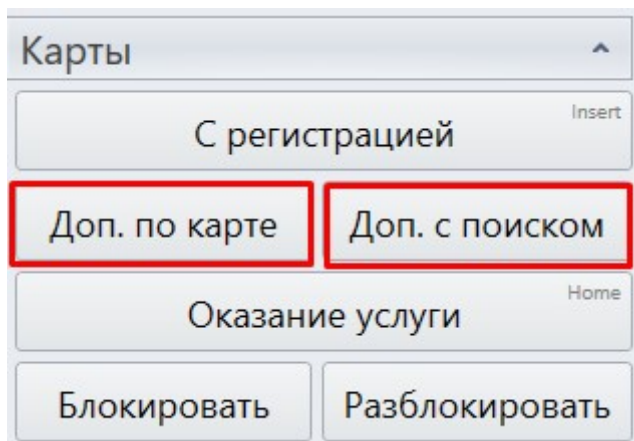 Карты
С регистрацией Insert
Доп. по карте Доп. с поиском
Оказание услуги Home
Блокировать Разблокировать